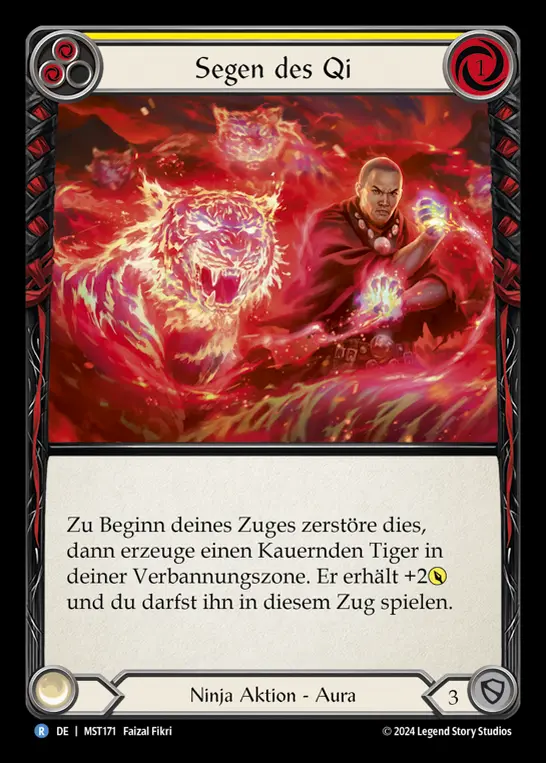 Segen des Qi
1
Zu Beginn deines Zuges zerstöre dies,
dann erzeuge einen Kauernden Tiger in
deiner Verbannungszone. Er erhält +2
und du darfst ihn in diesem Zug spielen.
Ninja Aktion - Aura
3
R DE | MST171 Faizal Fikri
© 2024 Legend Story Studios